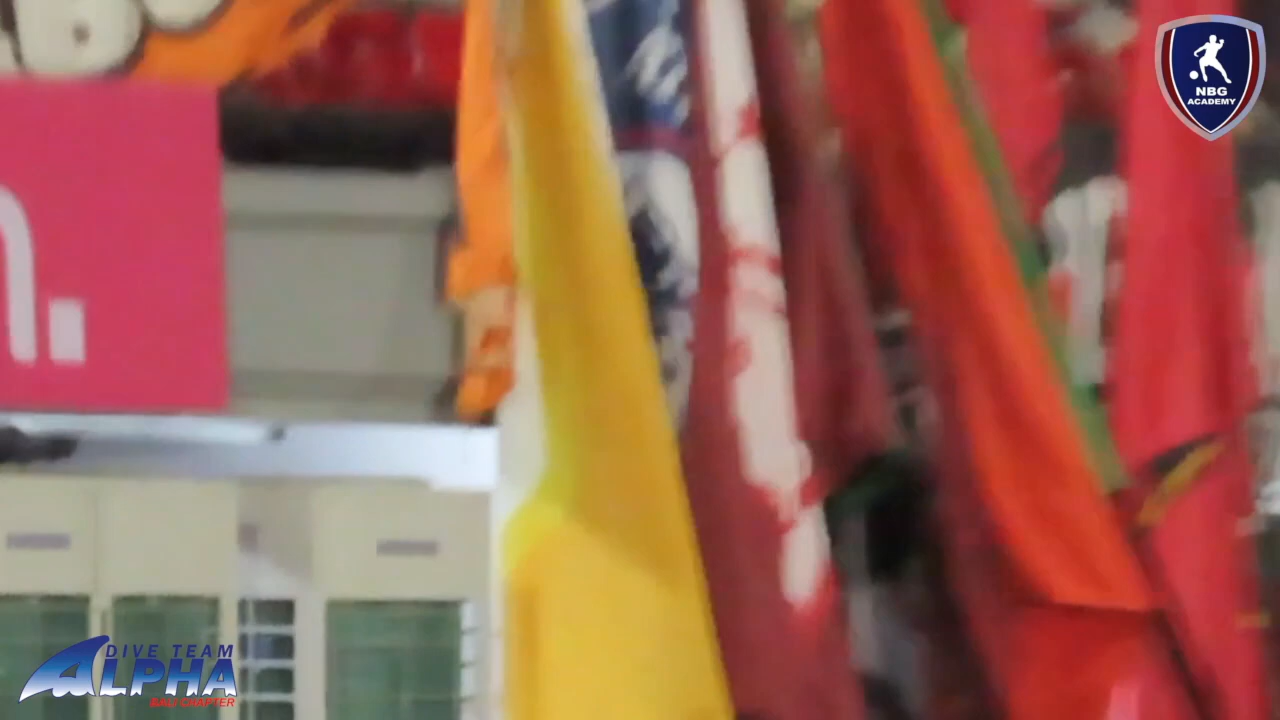 NBG
ACADEMY
n.
DIVE TEAM
ALPHA
BALI CHAPTER